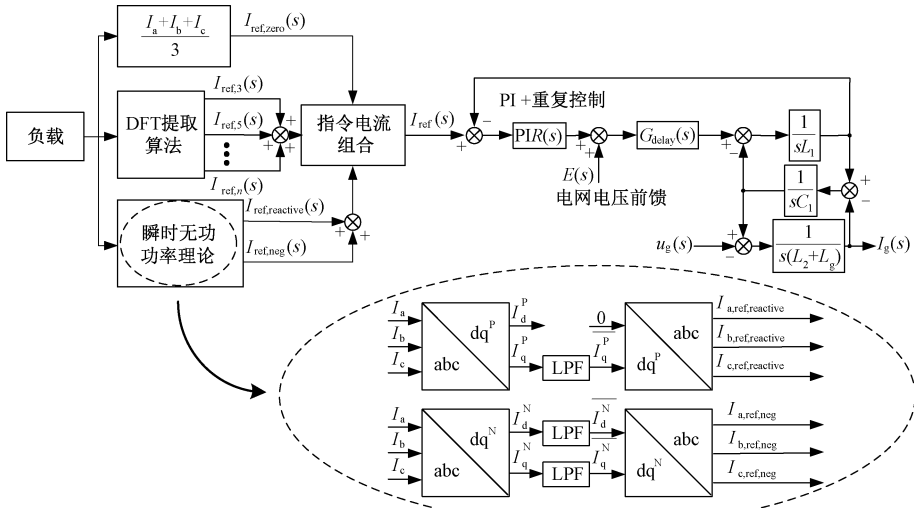 负载
(I_a+I_b+I_c)/3
I_ref,zero(s)
DFT提取
算法
I_ref,3(s)
I_ref,5(s)
I_ref,n(s)
瞬时无功
功率理论
I_ref,reactive(s)
I_ref,neg(s)
指令电流
组合
I_ref(s)
PI +重复控制
PIR(s)
E(s)
电网电压前馈
G_delay(s)
1/(sL_1)
1/(sC_1)
u_g(s)
1/(s(L_2+L_g))
I_g(s)
I_a
I_b
I_c
abc
dq^P
I_d^P
I_q^P
LPF
0
\overline{I_q^P}
dq^P
abc
I_a,ref,reactive
I_b,ref,reactive
I_c,ref,reactive
I_a
I_b
I_c
abc
dq^N
I_d^N
I_q^N
LPF
LPF
\overline{I_d^N}
\overline{I_q^N}
dq^N
abc
I_a,ref,neg
I_b,ref,neg
I_c,ref,neg